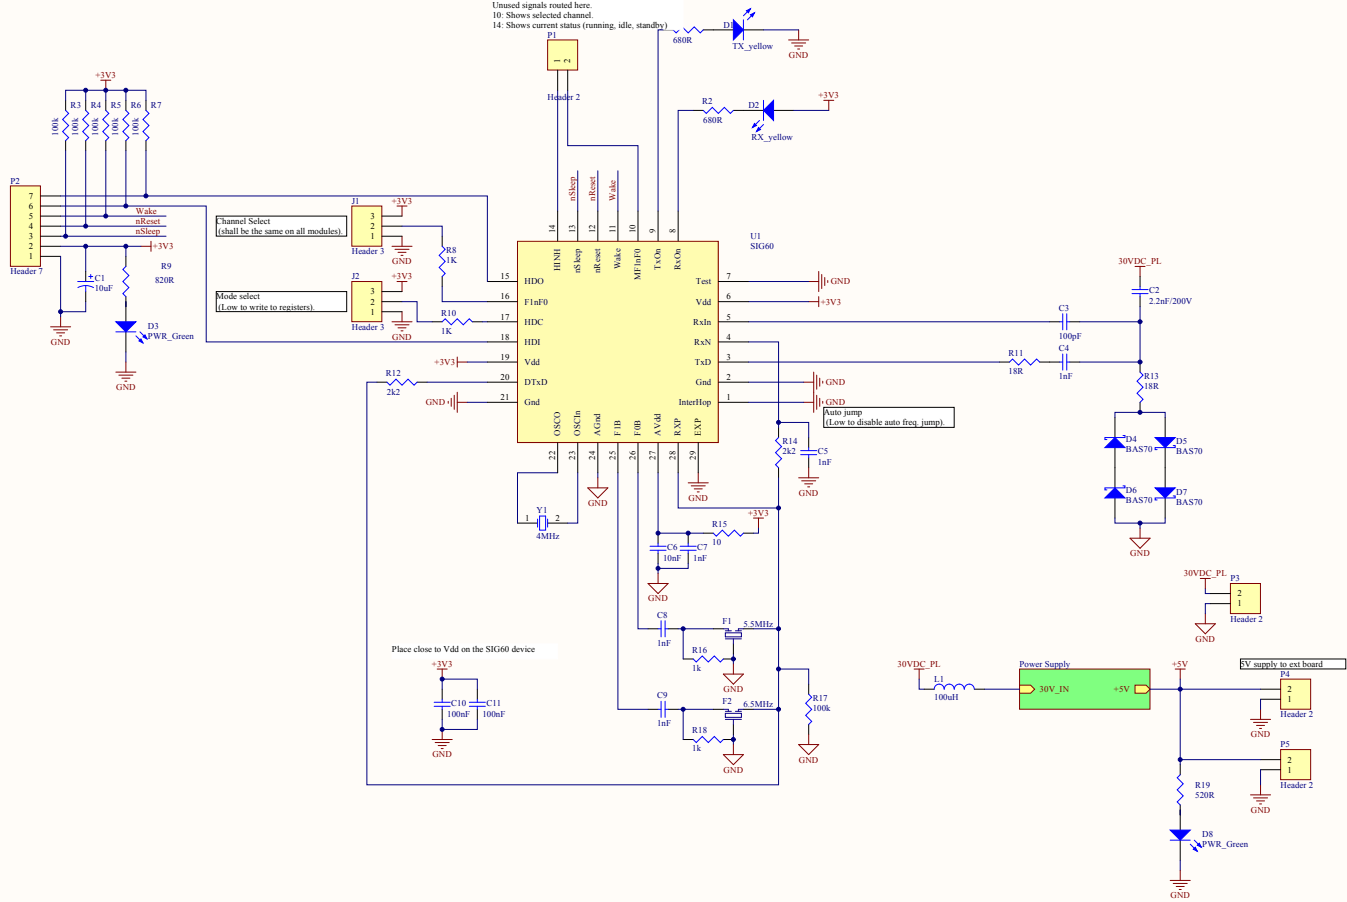 Unused signals routed here.
10: Shows selected channel.
14: Shows current status (running, idle, standby)
P1
1 2
Header 2
D1
680R
TX_yellow
GND
R2
680R
D2
RX_yellow
+3V3
+3V3
R3 R4 R5 R6 R7
100k 100k 100k 100k
P2
7
6
5
4
3
2
1
Header 7
Wake
nReset
nSleep
+3V3
C1
10uF
GND
R9
820R
D3
PWR_Green
GND
Channel Select
(shall be the same on all modules).
J1
3
2
1
Header 3
+3V3
GND
R8
1K
Mode select
(Low to write to registers).
J2
3
2
1
Header 3
+3V3
GND
R10
1K
+3V3
R12
2k2
GND
nSleep
nReset
Wake
U1
SIG60
14 HINH
13 nSleep
12 nReset
11 Wake
10 MF1nF0
9 TxOn
8 RxOn
15 HDO
16 F1nF0
17 HDC
18 HDI
19 Vdd
20 DTxD
21 Gnd
Test 7
Vdd 6
RxIn 5
RxN 4
TxD 3
Gnd 2
InterHop 1
OSCO 22
OSCIn 23
AGnd 24
F1B 25
F0B 26
AVdd 27
RXP 28
EXP 29
GND
+3V3
GND
GND
Auto jump
(Low to disable auto freq. jump).
R14
2k2
C5
1nF
GND
30VDC_PL
C2
2.2nF/200V
C3
100pF
R11
18R
C4
1nF
R13
18R
D4
BAS70
D5
BAS70
D6
BAS70
D7
BAS70
GND
Y1
1 2
4MHz
GND
GND
C6
10nF
C7
1nF
R15
10
+3V3
GND
C8
1nF
F1
5.5MHz
R16
1k
GND
C9
1nF
F2
6.5MHz
R18
1k
GND
R17
100k
GND
Place close to Vdd on the SIG60 device
+3V3
C10
100nF
C11
100nF
GND
30VDC_PL
P3
2
1
Header 2
GND
30VDC_PL
L1
100uH
Power Supply
30V_IN
+5V
+5V
5V supply to ext board
P4
2
1
Header 2
GND
P5
2
1
Header 2
GND
R19
520R
D8
PWR_Green
GND